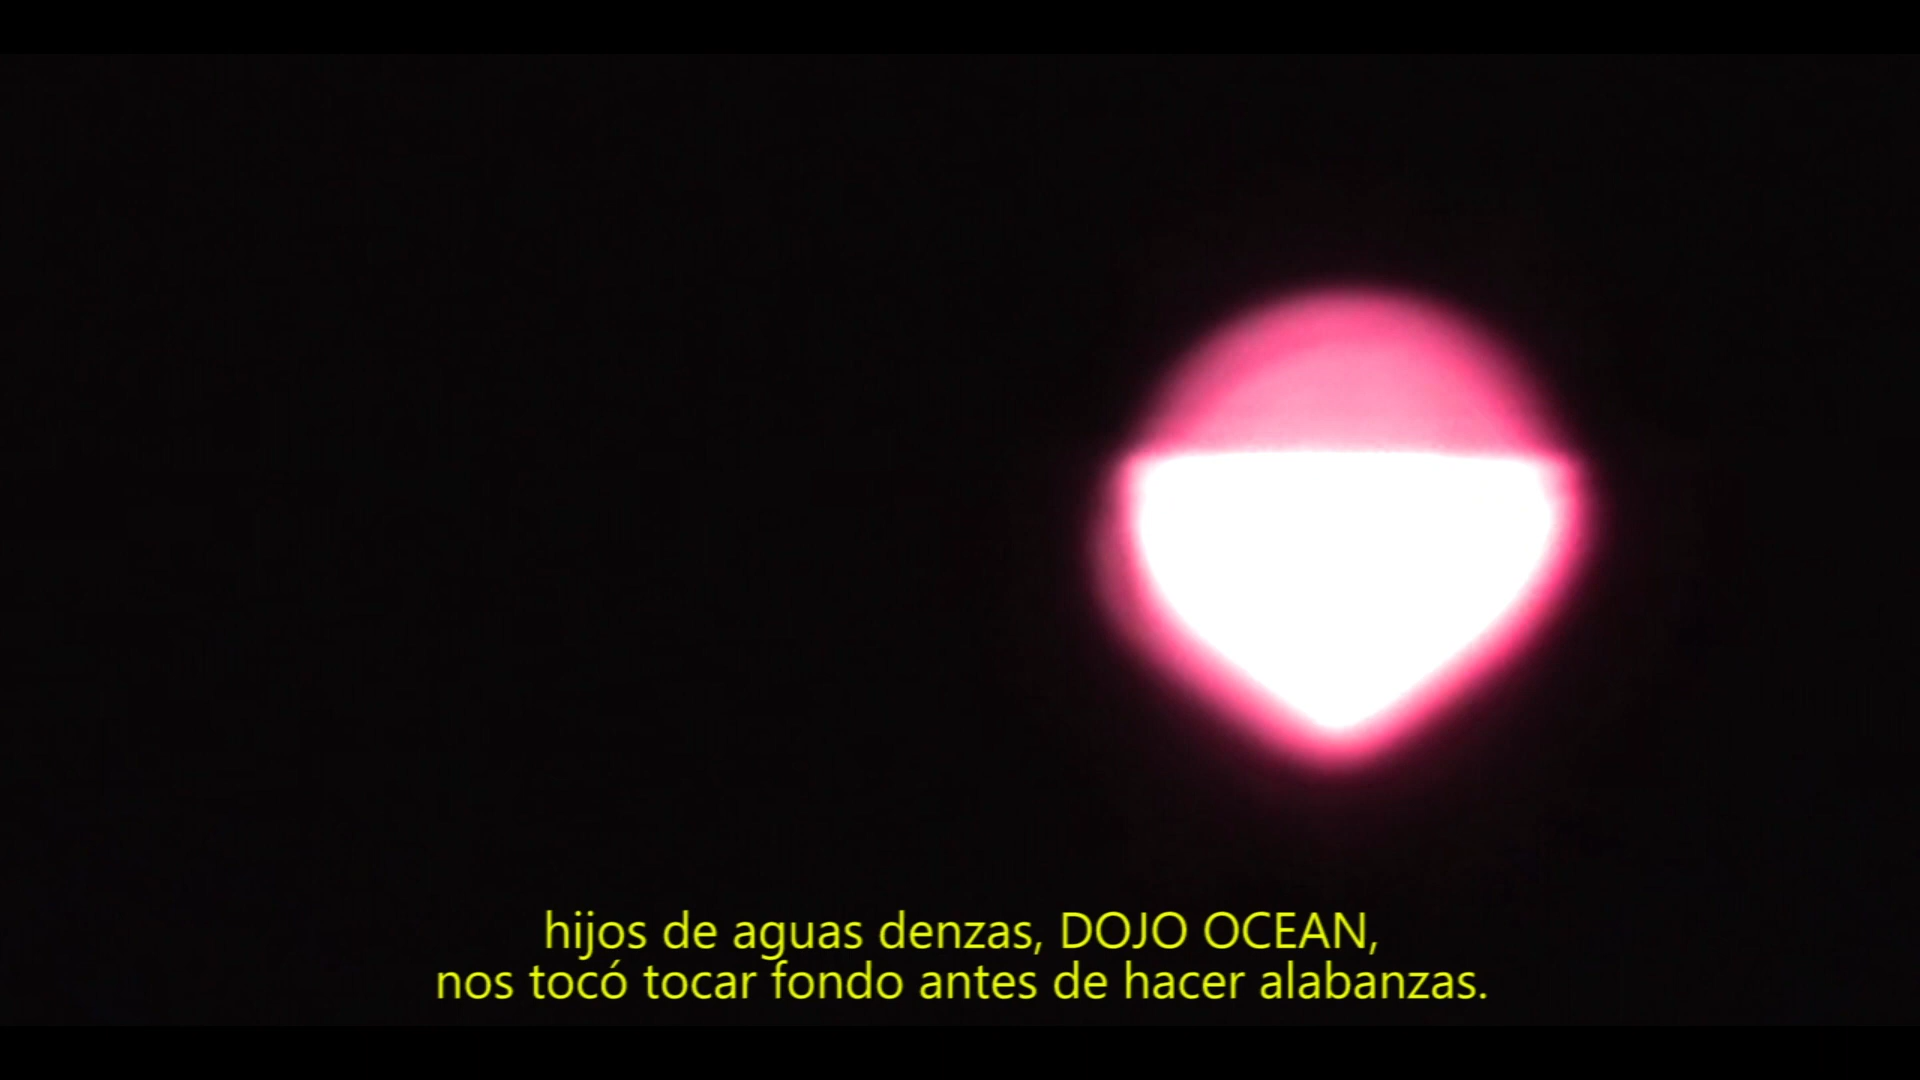 hijos de aguas denzas, DOJO OCEAN,
nos tocó tocar fondo antes de hacer alabanzas.